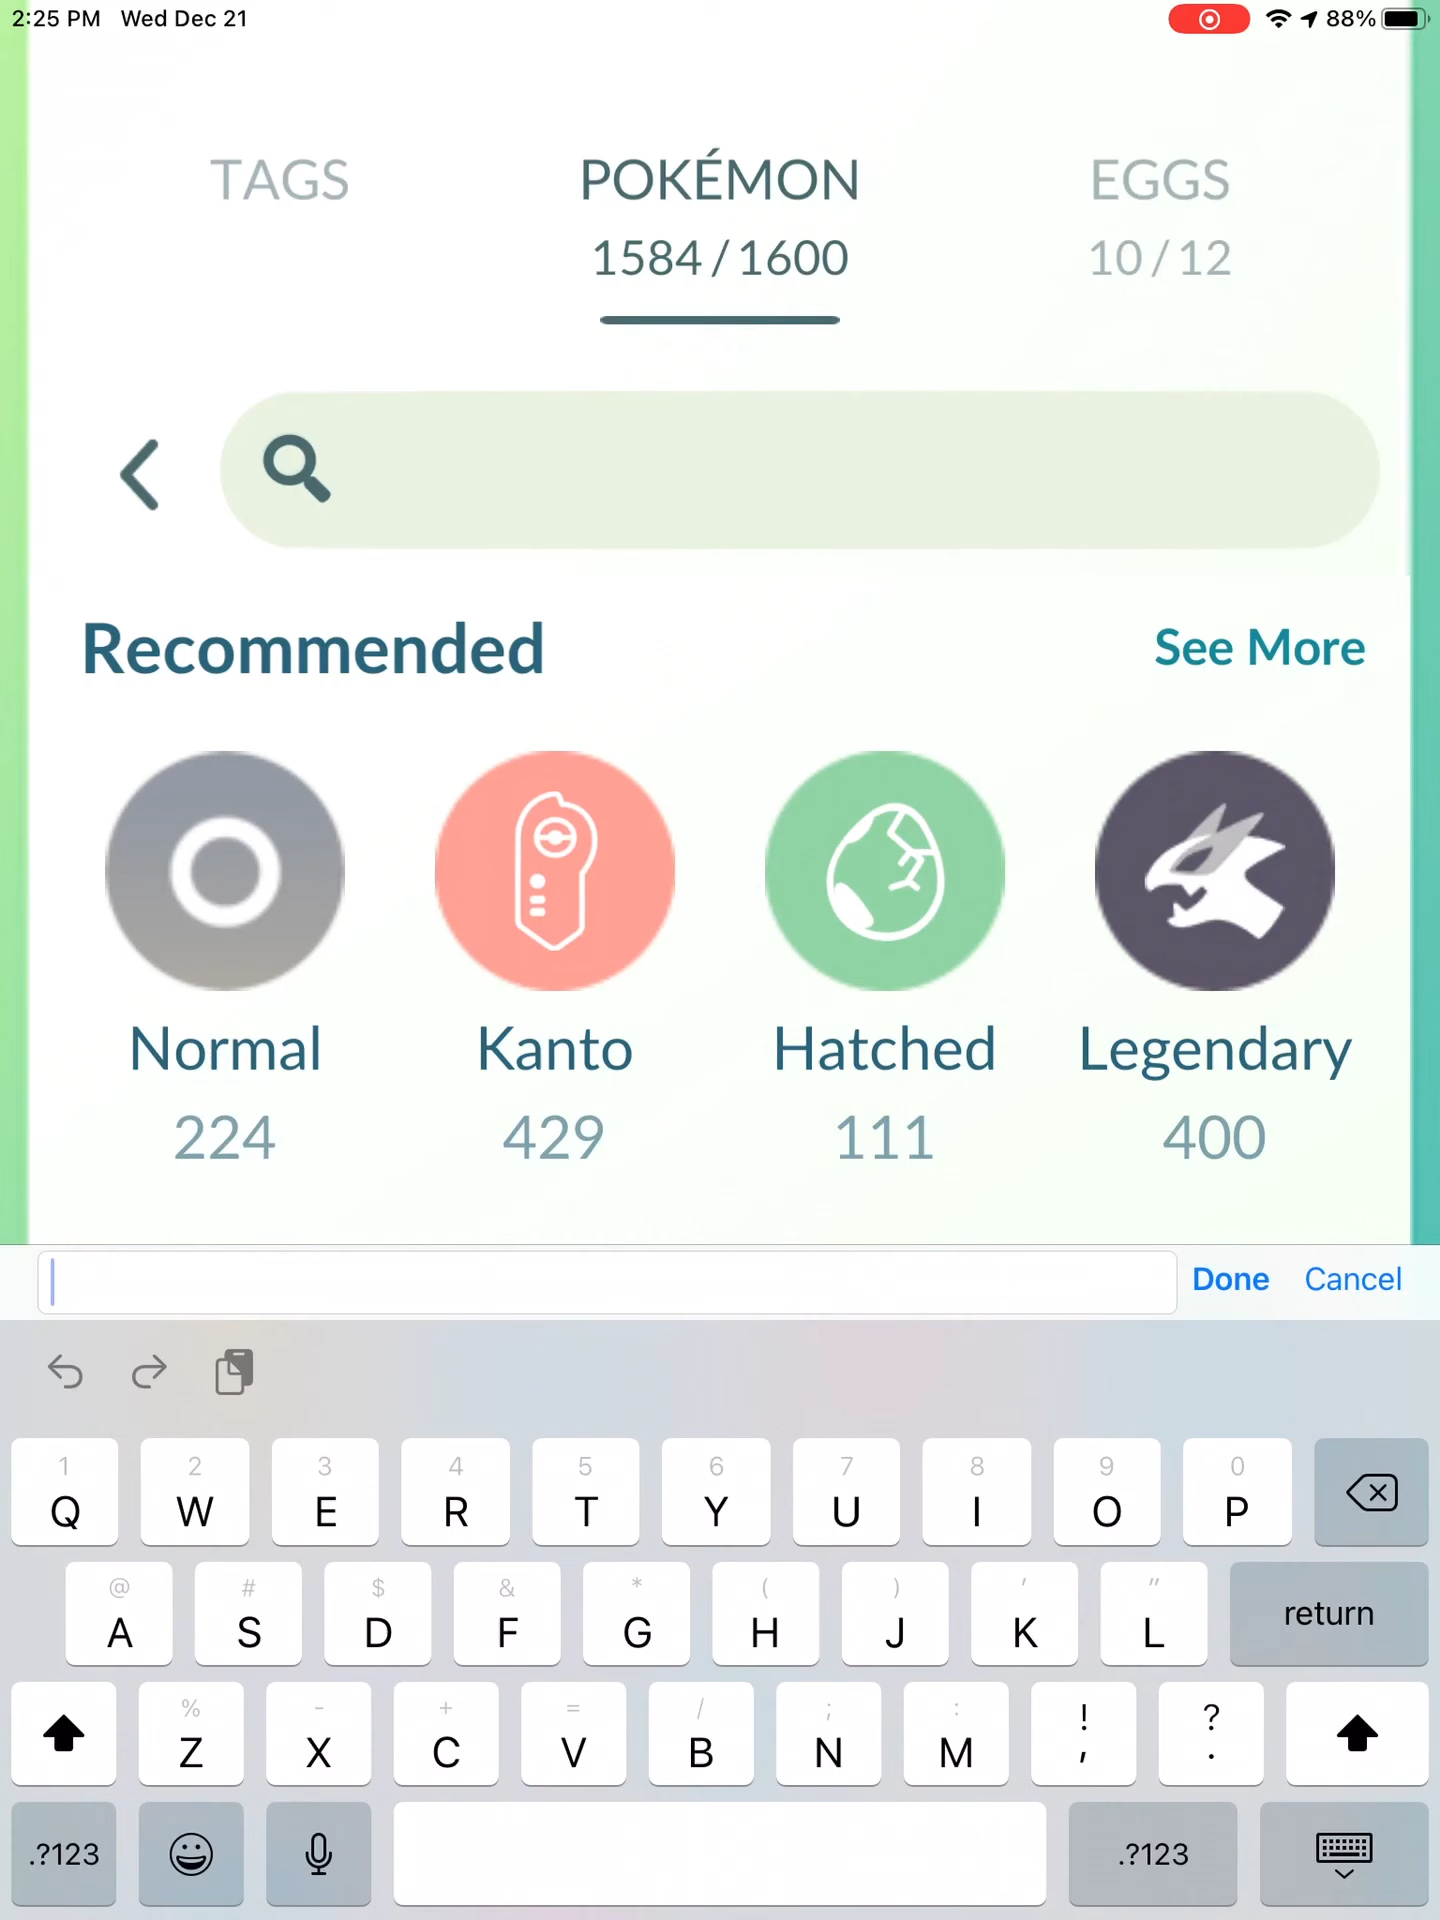 2:25 PM Wed Dec 21 88%
TAGS POKÉMON EGGS
1584 / 1600 10 / 12
Recommended See More
Normal Kanto Hatched Legendary
224 429 111 400
Done Cancel
1 2 3 4 5 6 7 8 9 0
Q W E R T Y U I O P
@ # $ & * ( ) ' "
A S D F G H J K L return
% - + = / ; : ! ?
Z X C V B N M , .
.?123 .?123